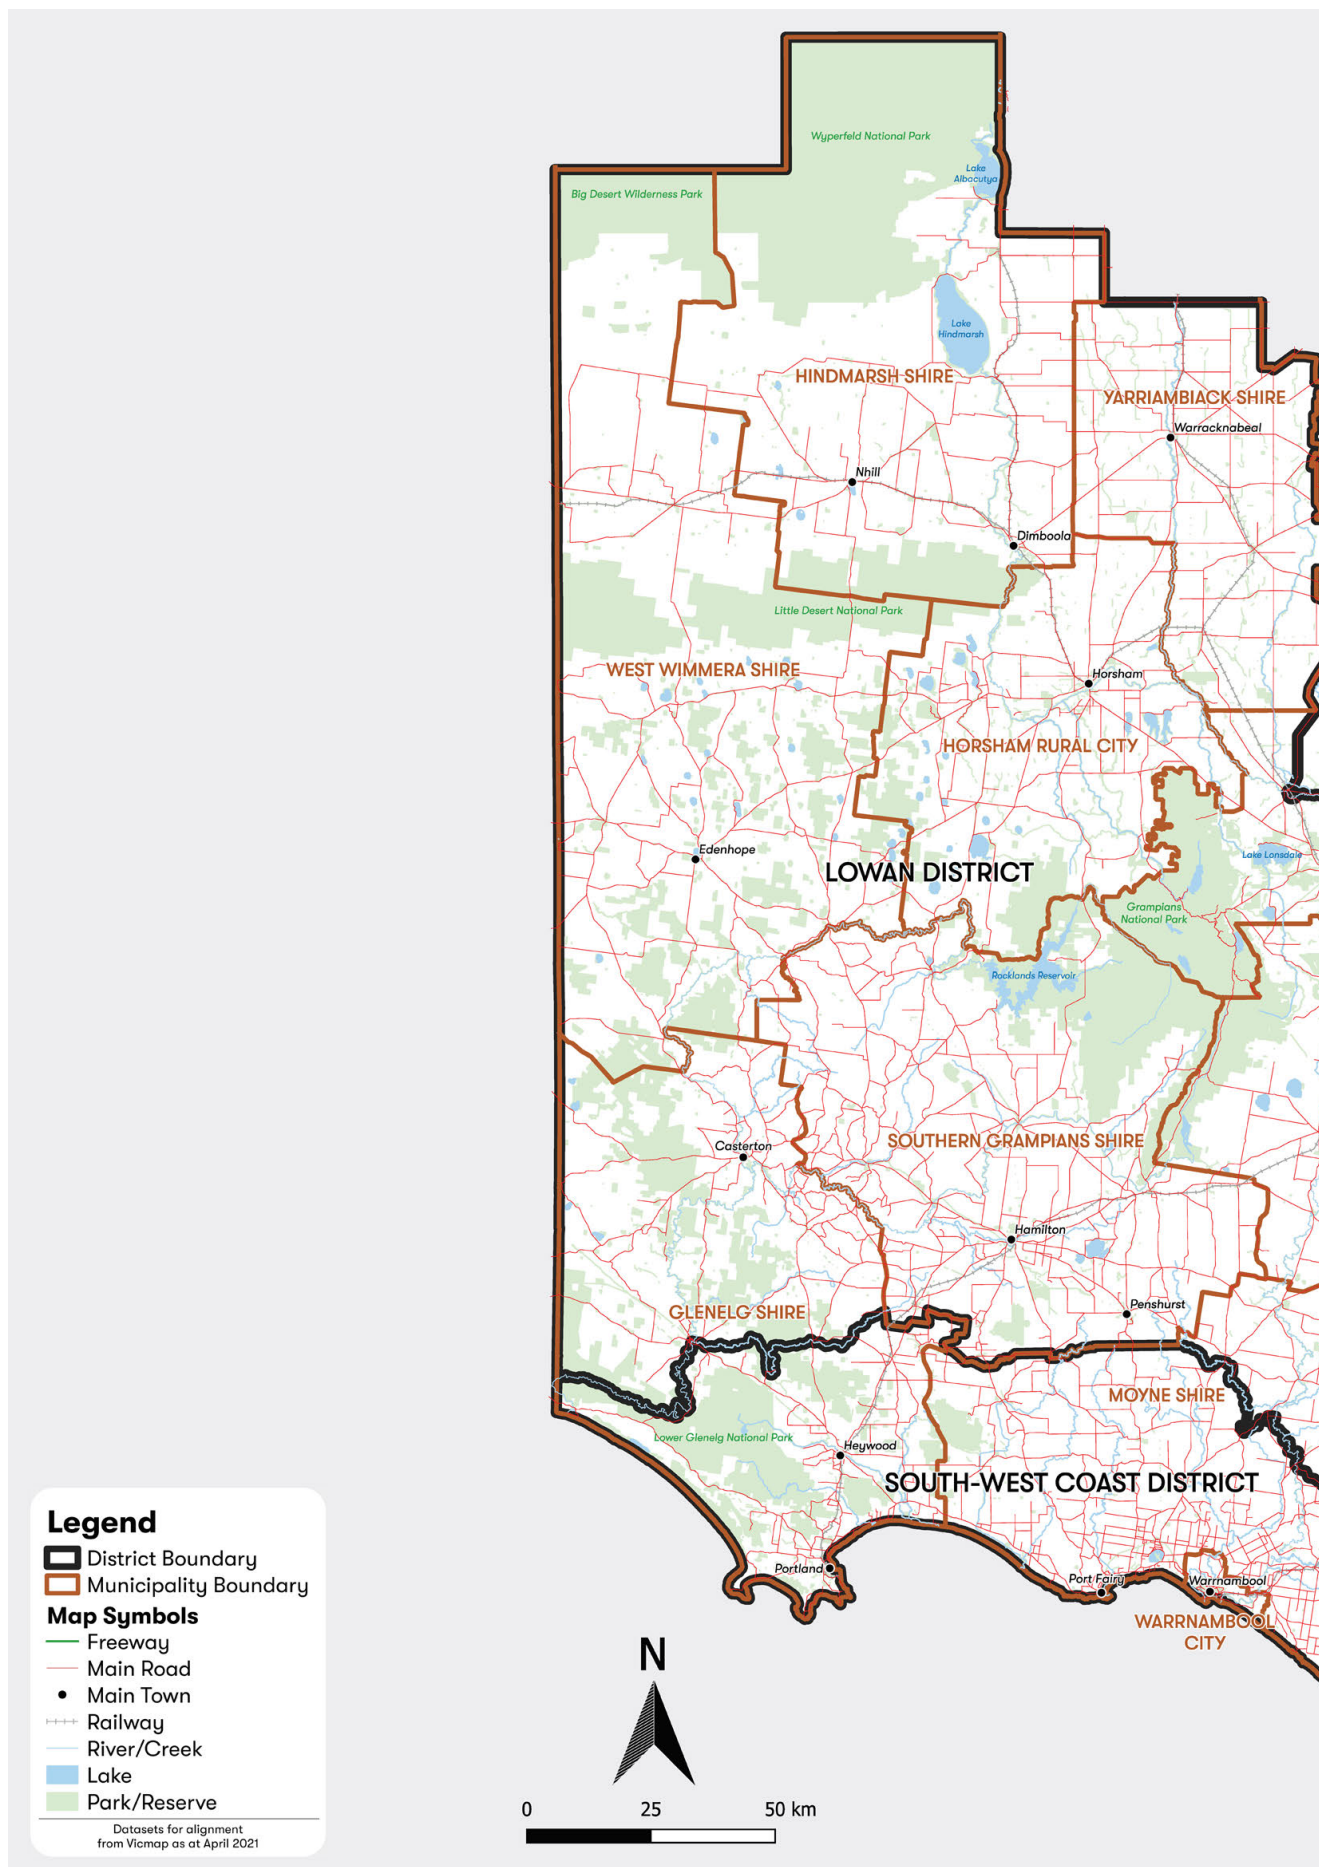 Wyperfeld National Park
Lake
Albacutya
Big Desert Wilderness Park
Lake
Hindmarsh
HINDMARSH SHIRE
YARRIAMBIACK SHIRE
Warracknabeal
Nhill
Dimboola
Little Desert National Park
WEST WIMMERA SHIRE
Horsham
HORSHAM RURAL CITY
Edenhope
Lake Lonsdale
LOWAN DISTRICT
Grampians
National Park
Rocklands Reservoir
Casterton
SOUTHERN GRAMPIANS SHIRE
Hamilton
GLENELG SHIRE
Penshurst
MOYNE SHIRE
Lower Glenelg National Park
Heywood
SOUTH-WEST COAST DISTRICT
Portland
Port Fairy
Warrnambool
WARRNAMBOOL
CITY
Legend
District Boundary
Municipality Boundary
Map Symbols
Freeway
Main Road
Main Town
Railway
River/Creek
Lake
Park/Reserve
Datasets for alignment
from Vicmap as at April 2021
N
0 25 50 km